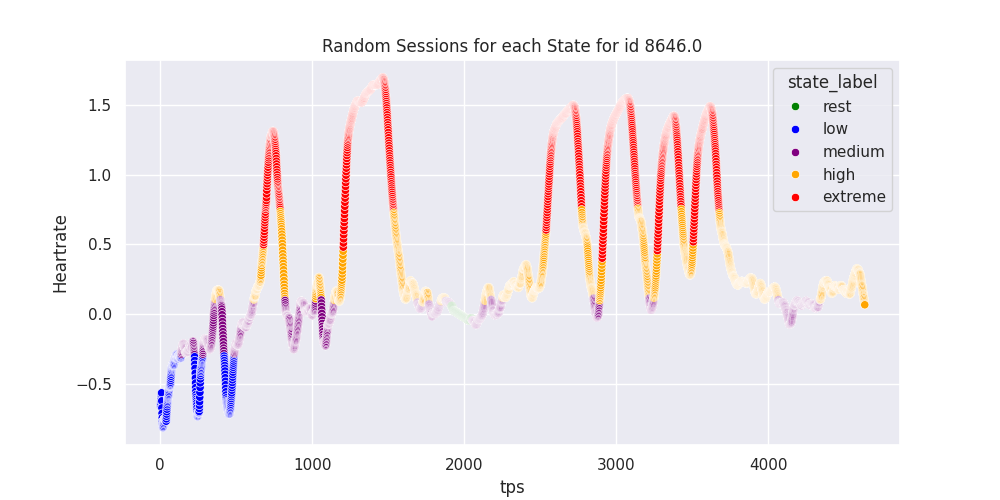 Random Sessions for each State for id 8646.0
Heartrate
1.5
1.0
0.5
0.0
−0.5
0
1000
2000
3000
4000
tps
state_label
rest
low
medium
high
extreme